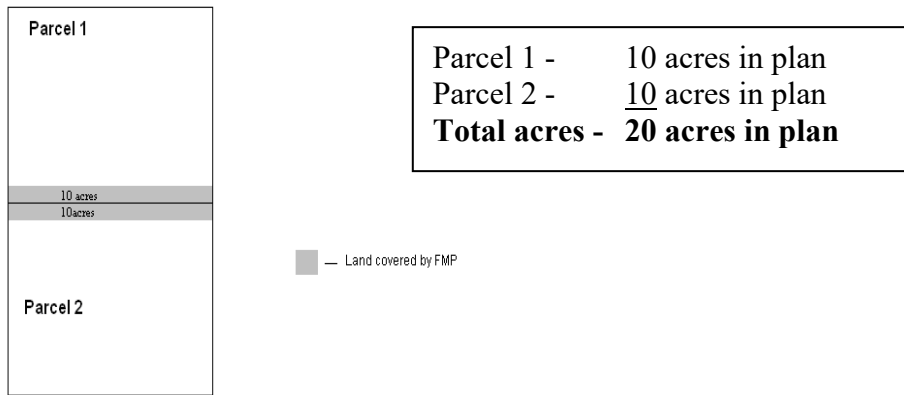 Parcel 1
Parcel 1 - 10 acres in plan
Parcel 2 - 10 acres in plan
Total acres - 20 acres in plan
10 acres
10acres
— Land covered by FMP
Parcel 2